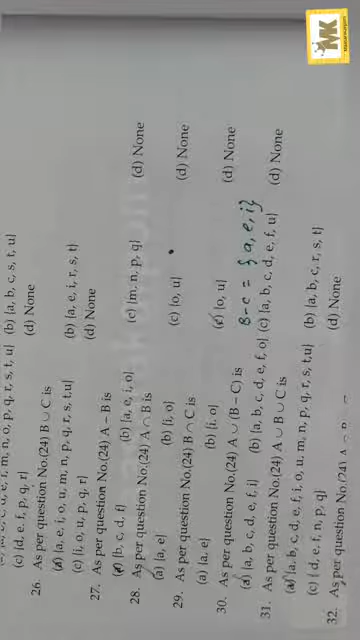 (c) {d, e, f, p, q, r}
(d) None
26. As per question No.(24) B ∪ C is
(a) {a, e, i, o, u, m, n, p, q, r, s, t, u}
(b) {a, e, i, r, s, t}
(c) {i, o, u, p, q, r}
(d) None
27. As per question No.(24) A – B is
(a) {b, c, d, f}
(b) {a, e, i, o}
(c) {m, n, p, q}
(d) None
28. As per question No.(24) A ∩ B is
(a) {a, e}
(b) {i, o}
(c) {o, u}
(d) None
29. As per question No.(24) B ∩ C is
(a) {a, e}
(b) {i, o}
(c) {o, u}
(d) None
B - C = {a, e, i}
30. As per question No.(24) A ∪ (B – C) is
(a) {a, b, c, d, e, f, i}
(b) {a, b, c, d, e, f, o}
(c) {a, b, c, d, e, f, u}
(d) None
31. As per question No.(24) A ∪ B ∪ C is
(a) {a, b, c, d, e, f, i, o, u, m, n, p, q, r, s, t,u}
(b) {a, b, c, r, s, t}
(c) { d, e, f, n, p, q}
(d) None
32. As per question No.(24) A
MK